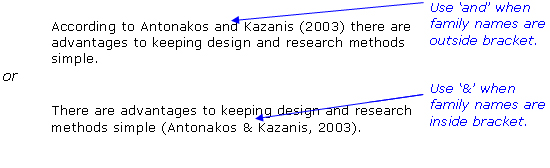 According to Antonakos and Kazanis (2003) there are
advantages to keeping design and research methods
simple.
Use ‘and’ when
family names are
outside bracket.
or
There are advantages to keeping design and research
methods simple (Antonakos & Kazanis, 2003).
Use ‘&’ when
family names are
inside bracket.